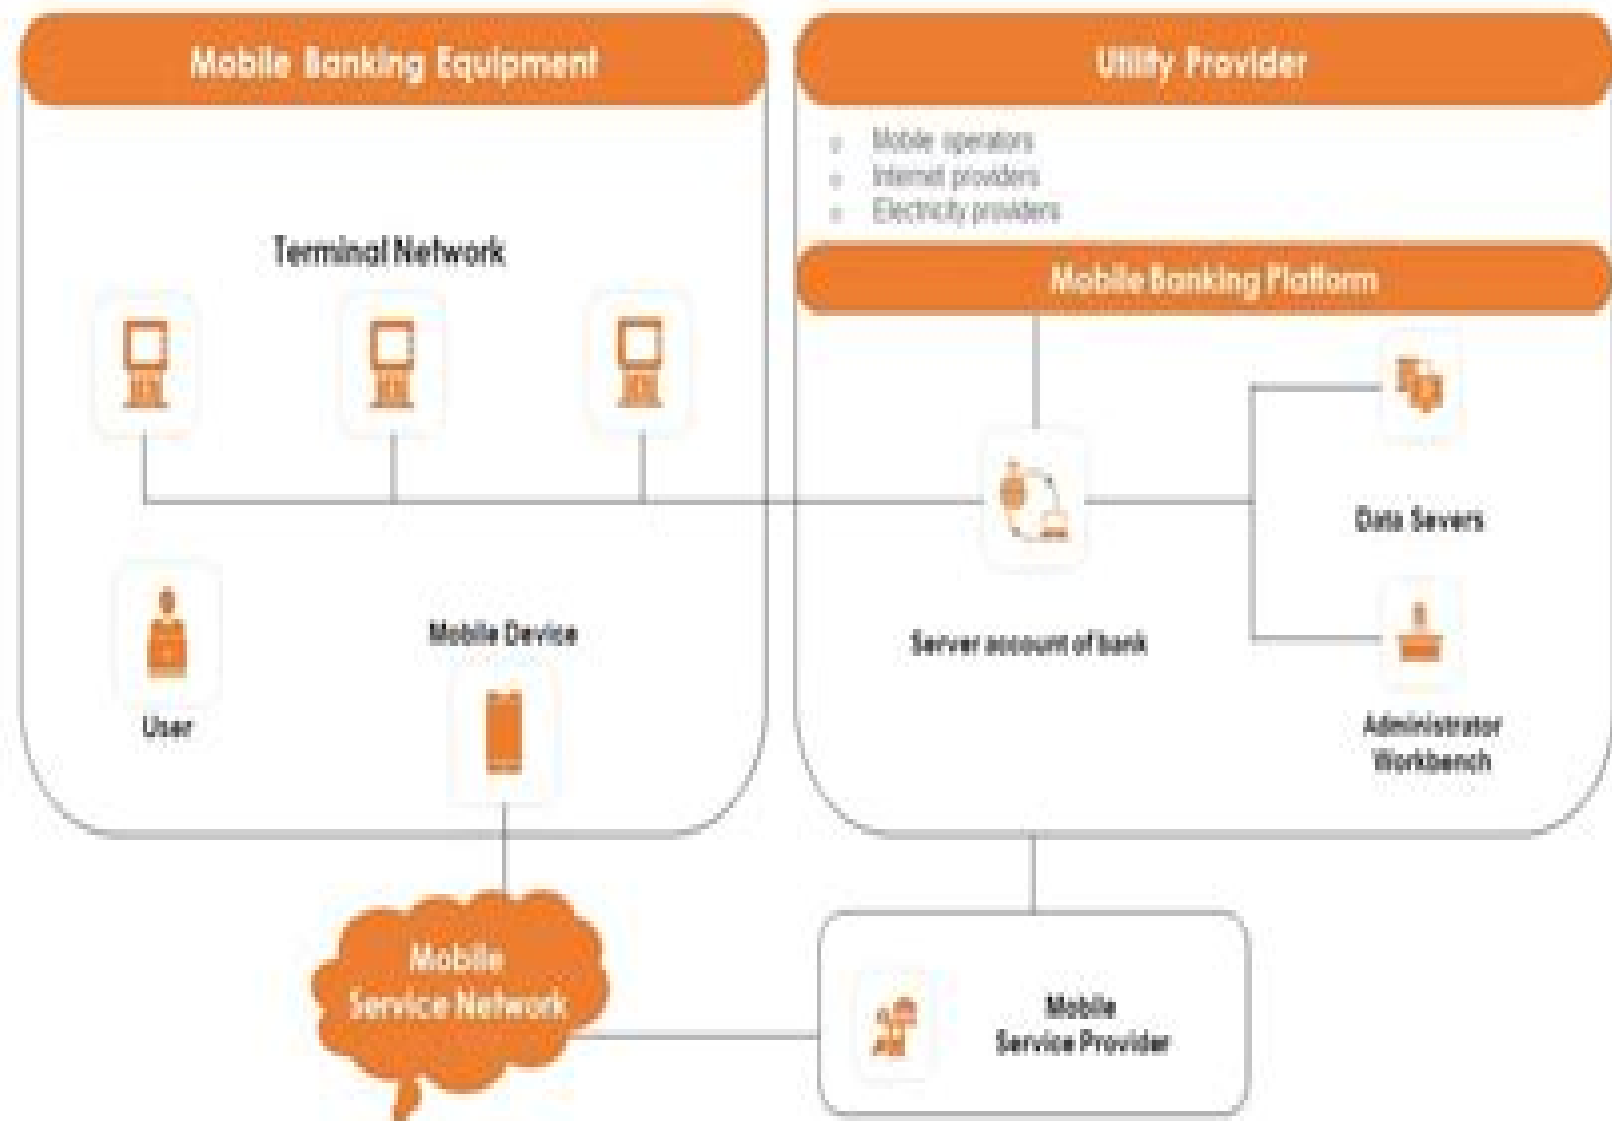 Mobile Banking Equipment
Terminal Network
User
Mobile Device
Utility Provider
Mobile operators
Internet providers
Electricity providers
Mobile Banking Platform
Server account of bank
Data Severs
Administrator
Workbench
Mobile
Service Network
Mobile
Service Provider